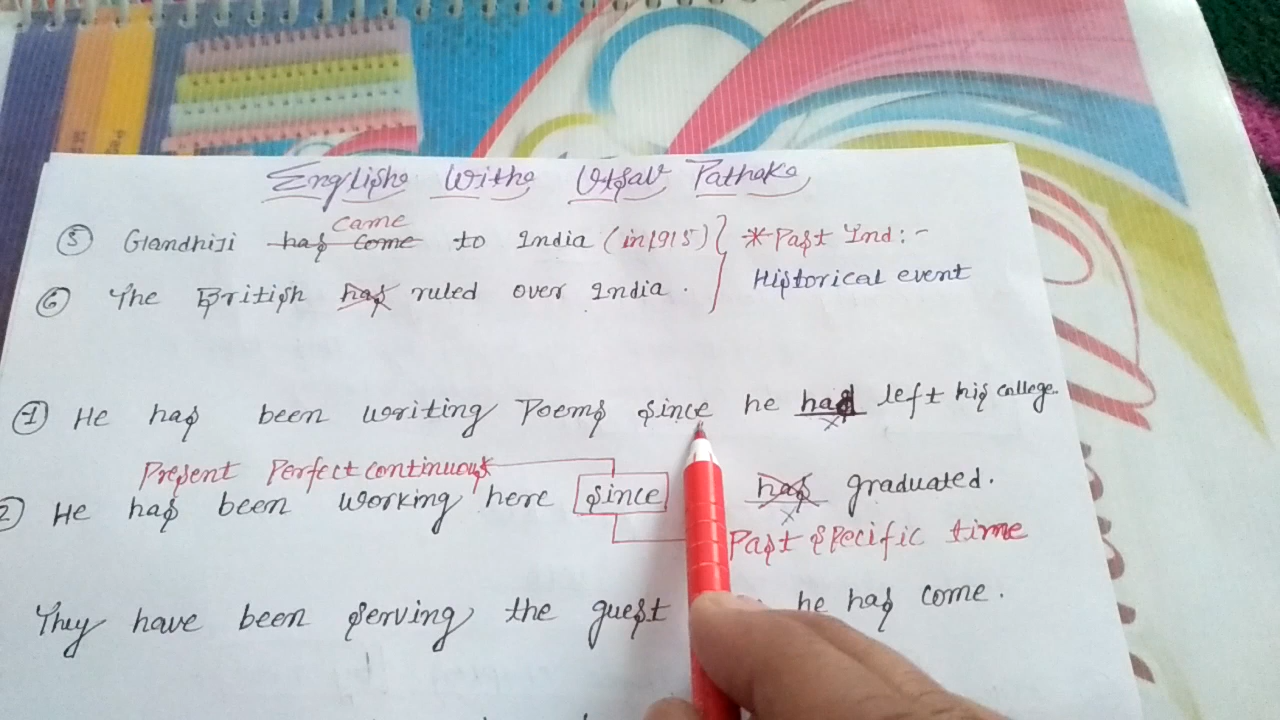 English With Utsav Pathak
came
⑤ Gandhiji has come to India (in 1915) } * Past Ind:-
⑥ The British has ruled over India. Historical event
① He has been writing Poems since he had left his college.
Present Perfect continuous
② He has been working here since has graduated.
Past specific time
They have been serving the guest he has come.